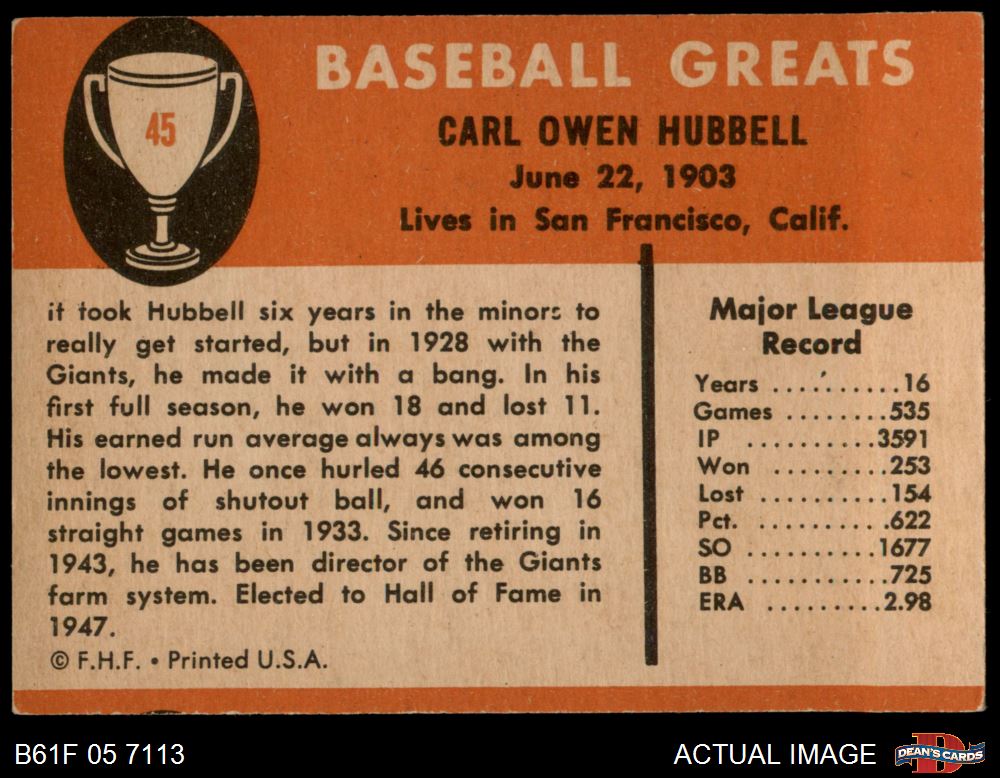 45
BASEBALL GREATS
CARL OWEN HUBBELL
June 22, 1903
Lives in San Francisco, Calif.
it took Hubbell six years in the minors to
really get started, but in 1928 with the
Giants, he made it with a bang. In his
first full season, he won 18 and lost 11.
His earned run average always was among
the lowest. He once hurled 46 consecutive
innings of shutout ball, and won 16
straight games in 1933. Since retiring in
1943, he has been director of the Giants
farm system. Elected to Hall of Fame in
1947.
© F.H.F. • Printed U.S.A.
Major League
Record
Years ..........16
Games ........535
IP ..........3591
Won .........253
Lost ..........154
Pct. ..........622
SO ..........1677
BB ...........725
ERA .........2.98
B61F 05 7113
ACTUAL IMAGE
DEAN'S CARDS